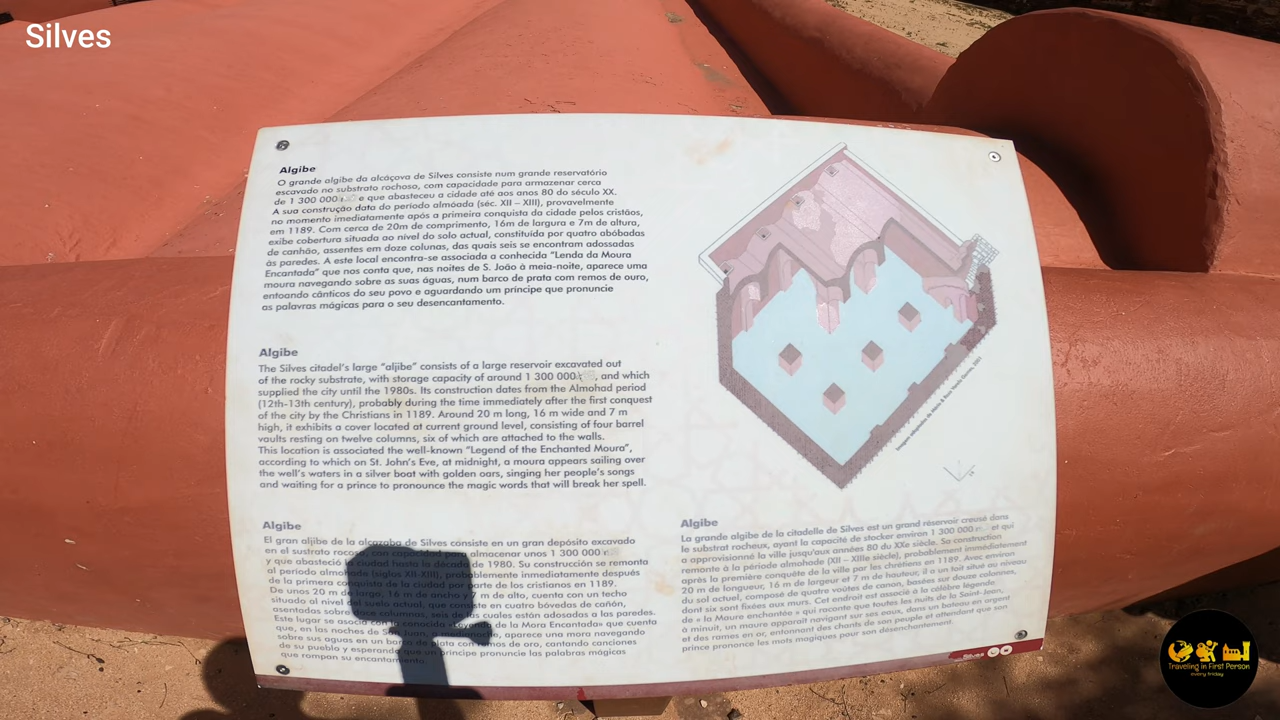 Silves
Algibe
O grande algibe da alcáçova de Silves consiste num grande reservatório
escavado no substrato rochoso, com capacidade para armazenar cerca
de 1 300 000 e que abasteceu a cidade até aos anos 80 do século XX.
A sua construção data do período almóada (séc. XII – XIII), provavelmente
no momento imediatamente após a primeira conquista da cidade pelos cristãos,
em 1189. Com cerca de 20m de comprimento, 16m de largura e 7m de altura,
exibe cobertura situada ao nível do solo actual, constituída por quatro abóbadas
de canhão, assentes em doze colunas, das quais seis se encontram adossadas
às paredes. A este local encontra-se associada a conhecida "Lenda da Moura
Encantada" que nos conta que, nas noites de S. João à meia-noite, aparece uma
moura navegando sobre as suas águas, num barco de prata com remos de ouro,
entoando cânticos do seu povo e aguardando um príncipe que pronuncie
as palavras mágicas para o seu desencantamento.
Algibe
The Silves citadel's large "aljibe" consists of a large reservoir excavated out
of the rocky substrate, with storage capacity of around 1 300 000 , and which
supplied the city until the 1980s. Its construction dates from the Almohad period
(12th-13th century), probably during the time immediately after the first conquest
of the city by the Christians in 1189. Around 20 m long, 16 m wide and 7 m
high, it exhibits a cover located at current ground level, consisting of four barrel
vaults resting on twelve columns, six of which are attached to the walls.
This location is associated the well-known "Legend of the Enchanted Moura",
according to which on St. John's Eve, at midnight, a moura appears sailing over
the well's waters in a silver boat with golden oars, singing her people's songs
and waiting for a prince to pronounce the magic words that will break her spell.
Algibe
El gran aljibe de la alcazaba de Silves consiste en un gran depósito excavado
en el sustrato rocoso, con capacidad para almacenar unos 1 300 000
y que abasteció la ciudad hasta la década de 1980. Su construcción se remonta
al período almohade (siglos XII-XIII), probablemente inmediatamente después
de la primera conquista de la ciudad por parte de los cristianos en 1189.
De unos 20 m de largo, 16 m de ancho y 7 m de alto, cuenta con un techo
situado al nivel del suelo actual, que consiste en cuatro bóvedas de cañón,
asentadas sobre doce columnas, seis de las cuales están adosadas a las paredes.
Este lugar se asocia con la conocida «Leyenda de la Mora Encantada» que cuenta
que, en las noches de San Juan, a medianoche, aparece una mora navegando
sobre sus aguas en un barco de plata con remos de oro, cantando canciones
de su pueblo y esperando que un príncipe pronuncie las palabras mágicas
que rompan su encantamiento.
Algibe
La grande algibe de la citadelle de Silves est un grand réservoir creusé dans
le substrat rocheux, ayant la capacité de stocker environ 1 300 000 et qui
a approvisionné la ville jusqu'aux années 80 du XXe siècle. Sa construction
remonte à la période almohade (XII – XIIIe siècle), probablement immédiatement
après la première conquête de la ville par les chrétiens en 1189. Avec environ
20 m de longueur, 16 m de largeur et 7 m de hauteur, il a un toit situé au niveau
du sol actuel, composé de quatre voûtes de canon, basées sur douze colonnes,
dont six sont fixées aux murs. Cet endroit est associé à la célèbre légende
de « la Maure enchantée » qui raconte que toutes les nuits de la Saint-Jean,
à minuit, un maure apparaît navigant sur ses eaux, dans un bateau en argent
et des rames en or, entonnant des chants de son peuple et attendant que son
prince prononce les mots magiques pour son désenchantement.
Silves
Traveling in First Person
every friday